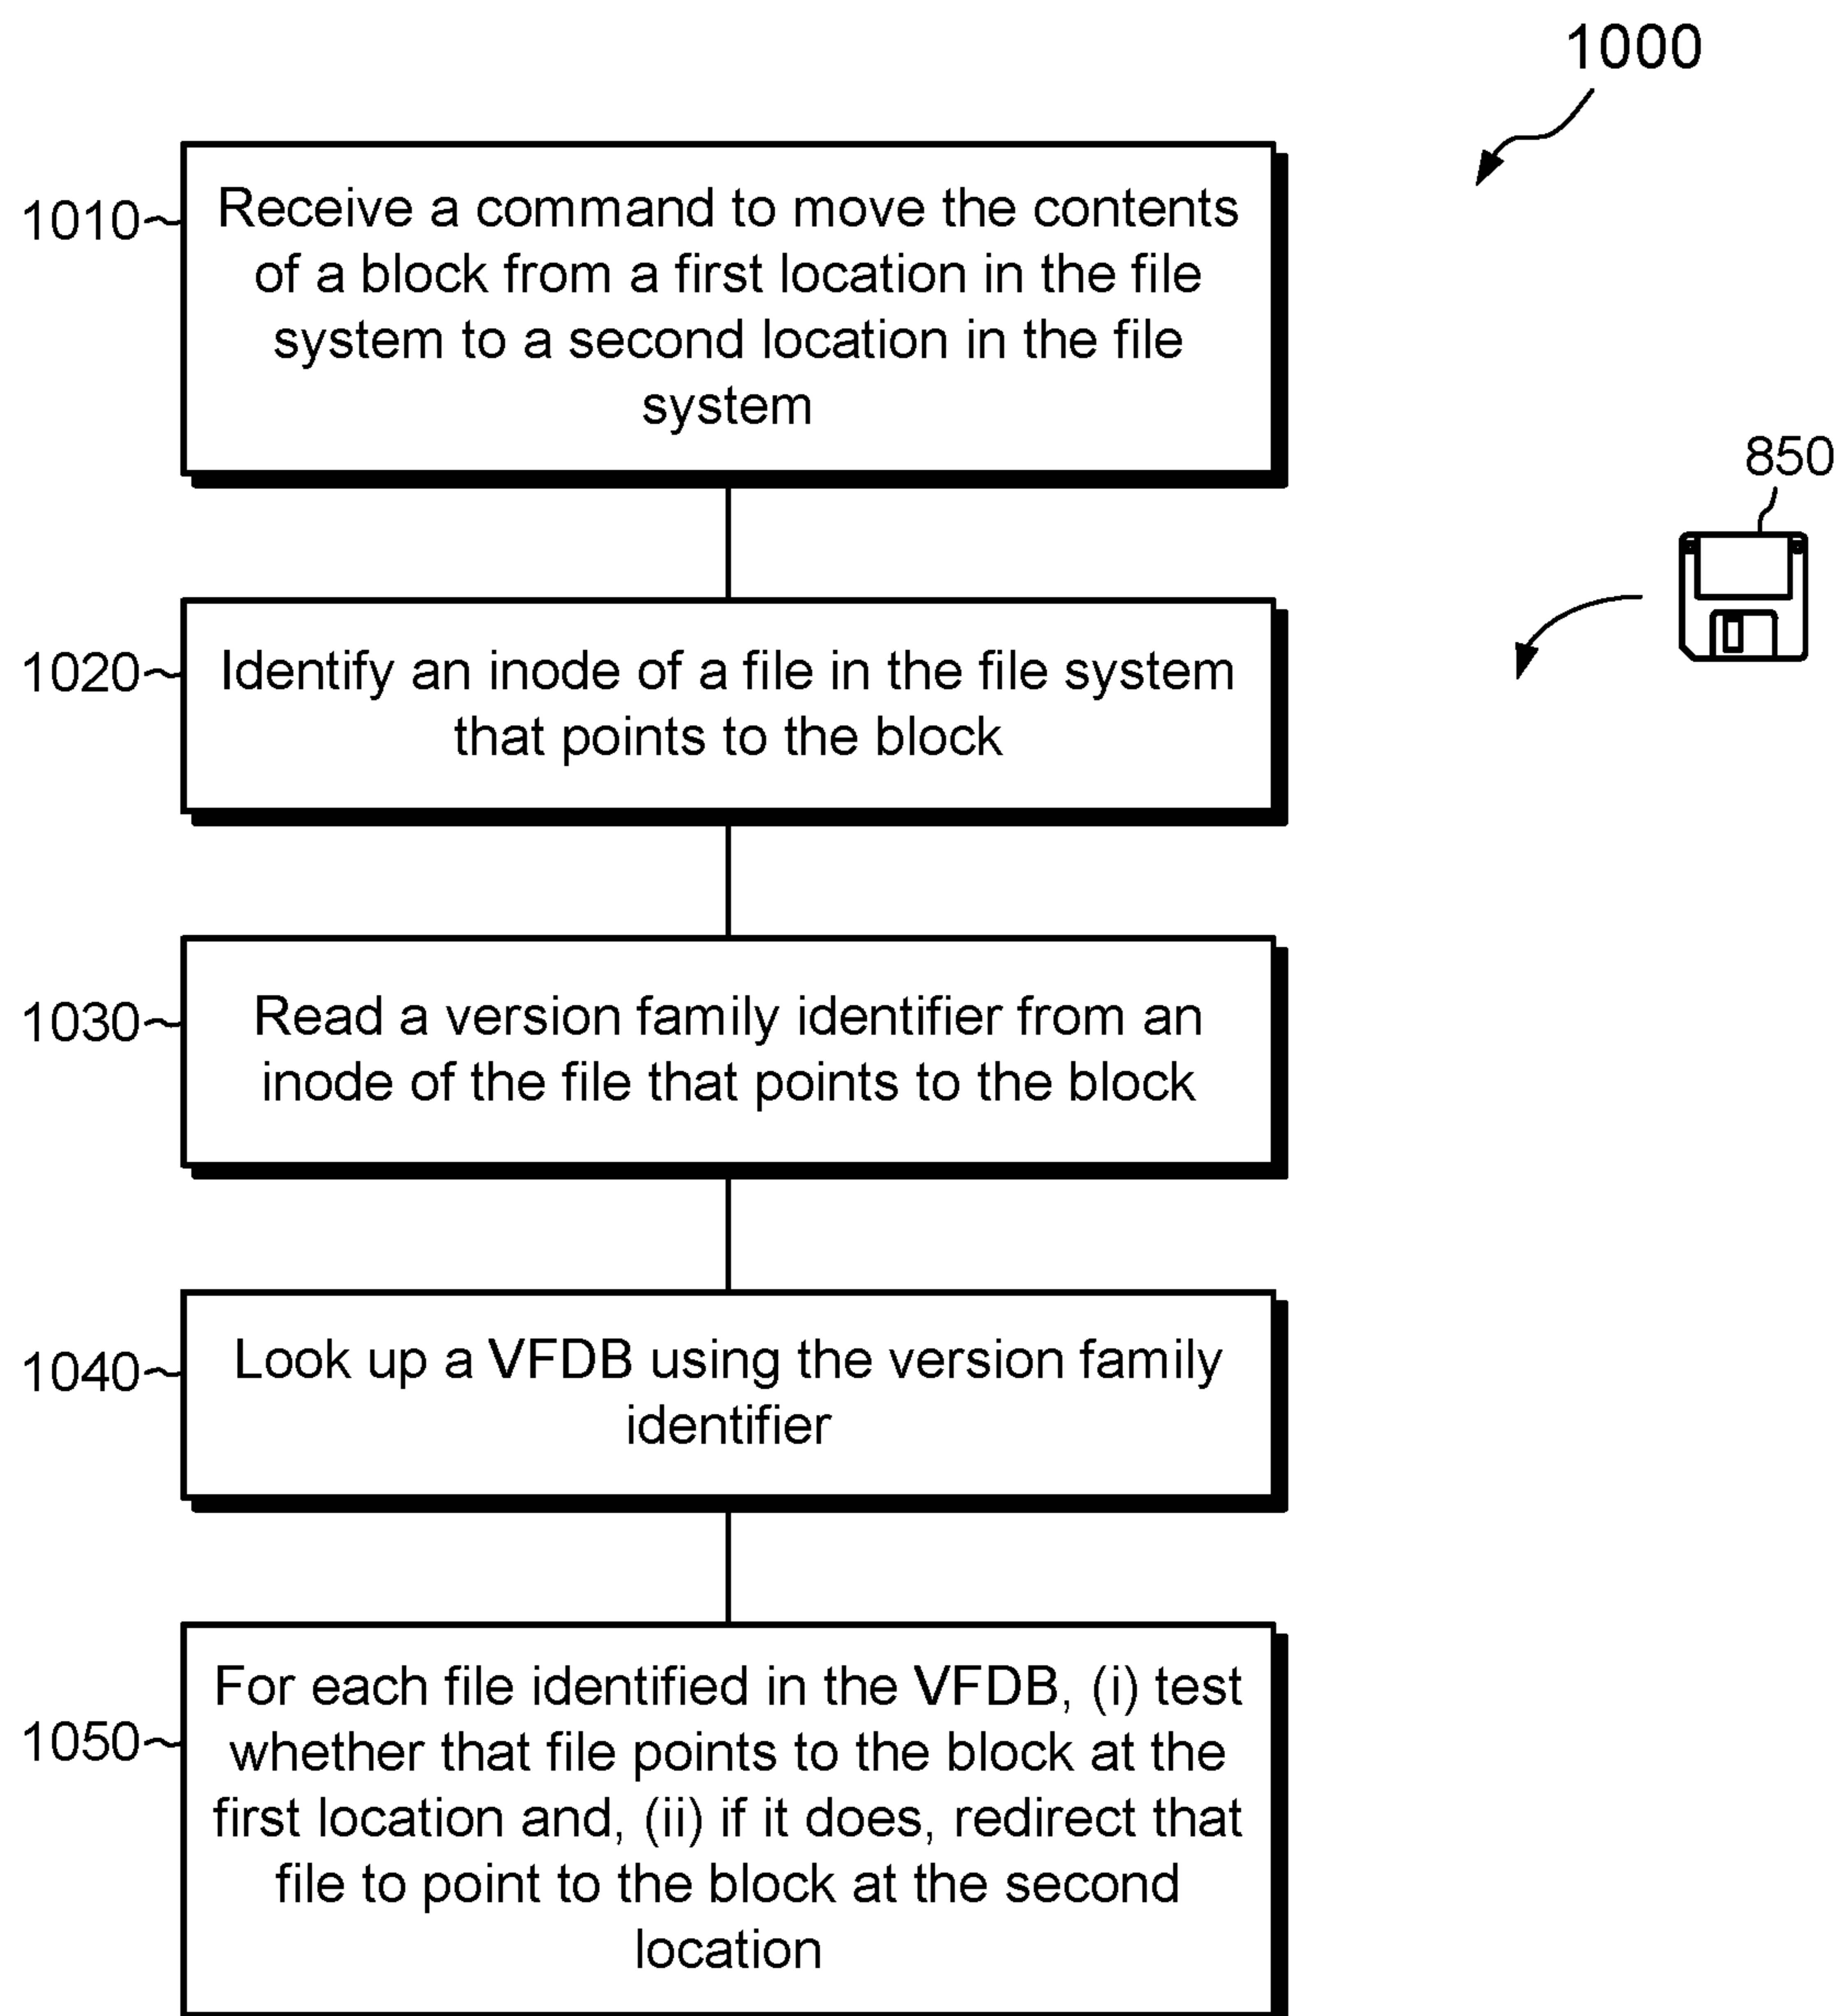 1000
1010
Receive a command to move the contents
of a block from a first location in the file
system to a second location in the file
system
850
1020
Identify an inode of a file in the file system
that points to the block
1030
Read a version family identifier from an
inode of the file that points to the block
1040
Look up a VFDB using the version family
identifier
1050
For each file identified in the VFDB, (i) test
whether that file points to the block at the
first location and, (ii) if it does, redirect that
file to point to the block at the second
location